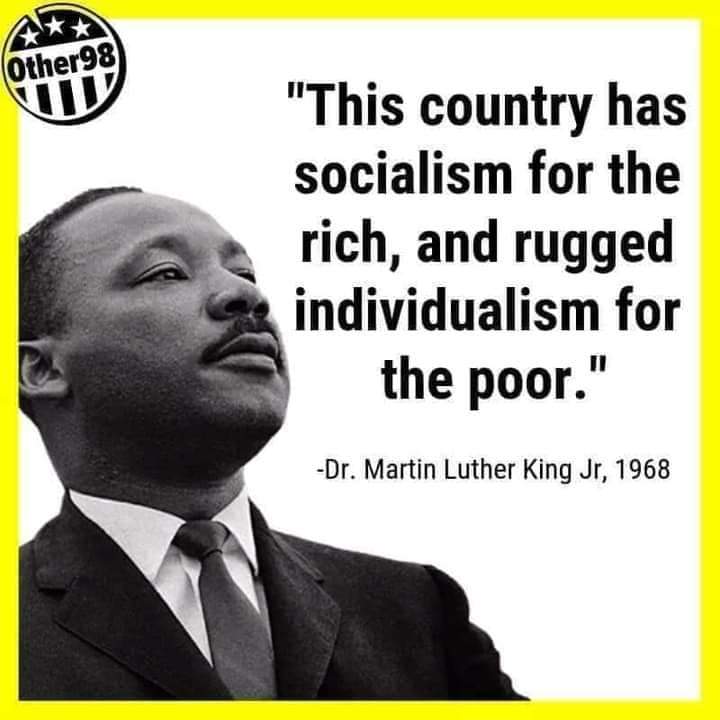 Other98
"This country has
socialism for the
rich, and rugged
individualism for
the poor."
-Dr. Martin Luther King Jr, 1968